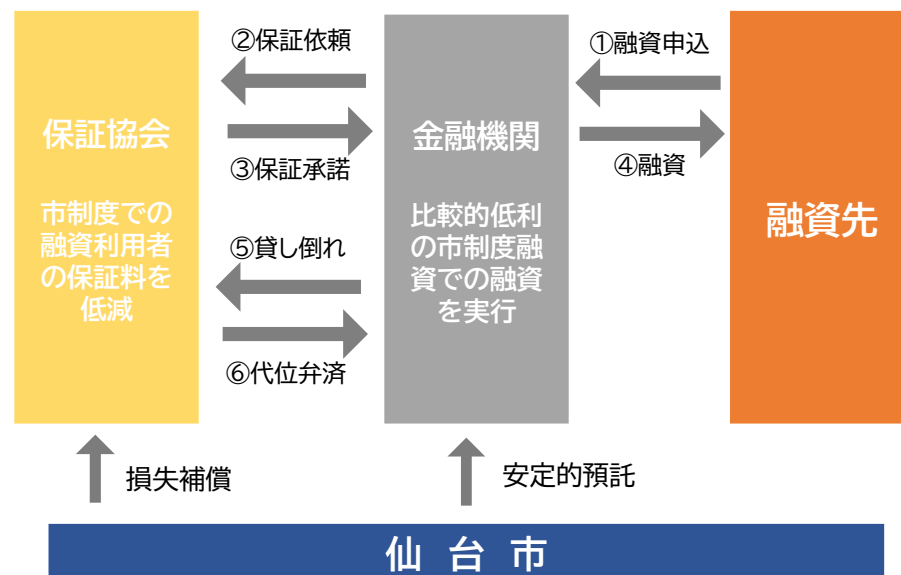 ②保証依頼
①融資申込
保証協会
③保証承諾
金融機関
④融資
市制度での
融資利用者
の保証料を
低減
⑤貸し倒れ
⑥代位弁済
比較的低利
の市制度融
資での融資
を実行
融資先
損失補償
安定的預託
仙台市